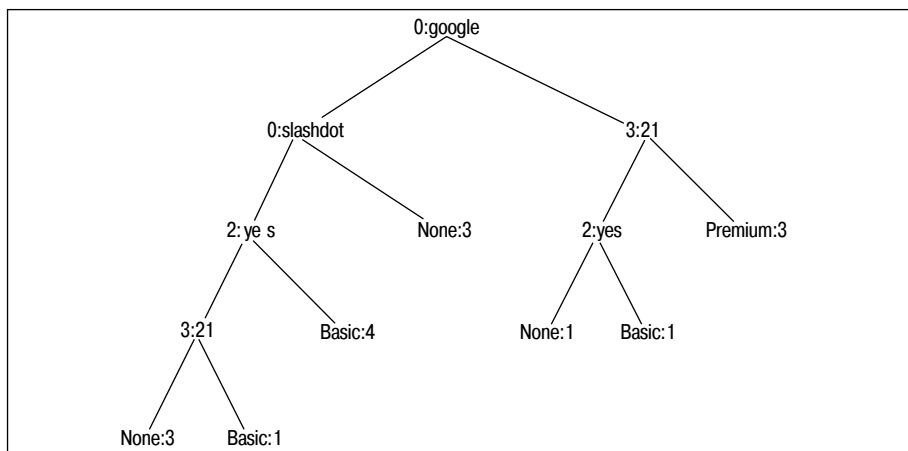 0:google
0:slashdot
3:21
2: ye s
None:3
2:yes
Premium:3
3:21
Basic:4
None:1
Basic:1
None:3
Basic:1